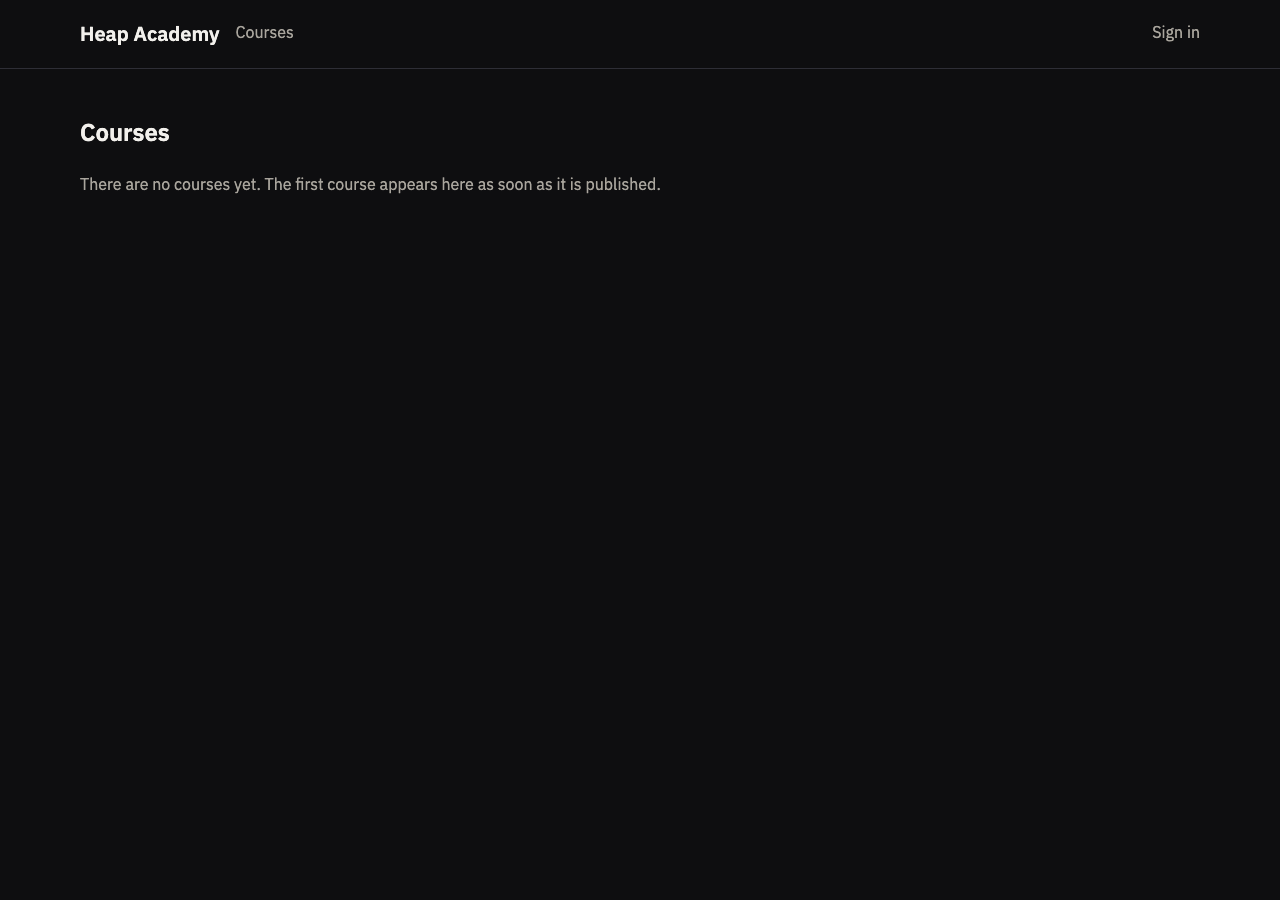 Heap Academy Courses Sign in
Courses
There are no courses yet. The first course appears here as soon as it is published.